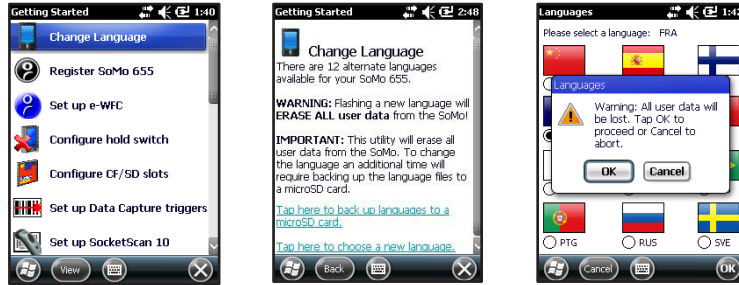 Getting Started 1:40
Change Language
Register SoMo 655
Set up e-WFC
Configure hold switch
Configure CF/SD slots
Set up Data Capture triggers
Set up SocketScan 10
View
Getting Started 2:48
Change Language
There are 12 alternate languages
available for your SoMo 655.
WARNING: Flashing a new language will
ERASE ALL user data from the SoMo!
IMPORTANT: This utility will erase all
user data from the SoMo. To change
the language an additional time will
require backing up the language files to
a microSD card.
Tap here to back up languages to a
microSD card.
Tap here to choose a new language.
Back
Languages
Please select a language: FRA
Languages
Warning: All user data will
be lost. Tap OK to
proceed or Cancel to
abort.
OK Cancel
PTG RUS SVE
Cancel OK